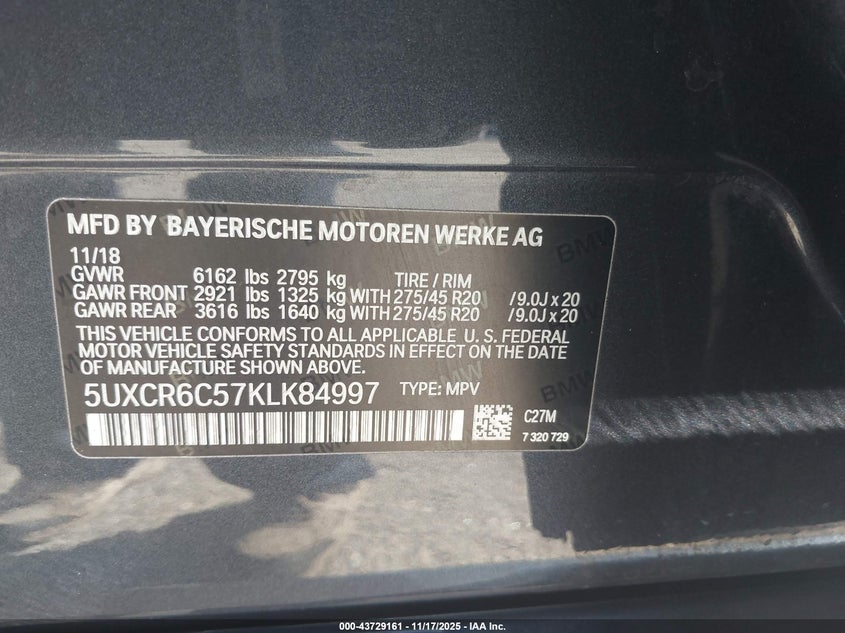 MFD BY BAYERISCHE MOTOREN WERKE AG
11/18
GVWR 6162 lbs 2795 kg TIRE / RIM
GAWR FRONT 2921 lbs 1325 kg WITH 275/45 R20 /9.0J x 20
GAWR REAR 3616 lbs 1640 kg WITH 275/45 R20 /9.0J x 20
THIS VEHICLE CONFORMS TO ALL APPLICABLE U. S. FEDERAL
MOTOR VEHICLE SAFETY STANDARDS IN EFFECT ON THE DATE
OF MANUFACTURE SHOWN ABOVE.
5UXCR6C57KLK84997 TYPE: MPV
C27M
7 320 729
000-43729161 - 11/17/2025 - IAA Inc.